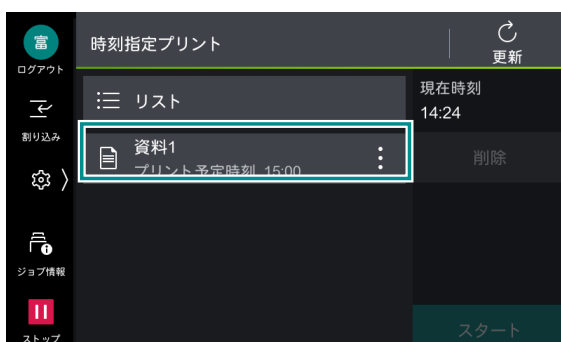 富
ログアウト
割り込み
ジョブ情報
ストップ
時刻指定プリント
更新
リスト
資料1
プリント予定時刻 15:00
現在時刻
14:24
削除
スタート